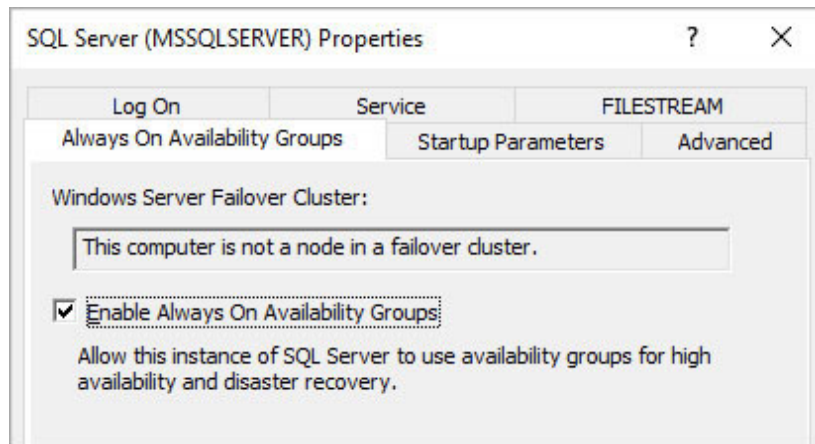 SQL Server (MSSQLSERVER) Properties ? ×
Log On Service FILESTREAM
Always On Availability Groups Startup Parameters Advanced
Windows Server Failover Cluster:
This computer is not a node in a failover cluster.
Enable Always On Availability Groups
Allow this instance of SQL Server to use availability groups for high
availability and disaster recovery.